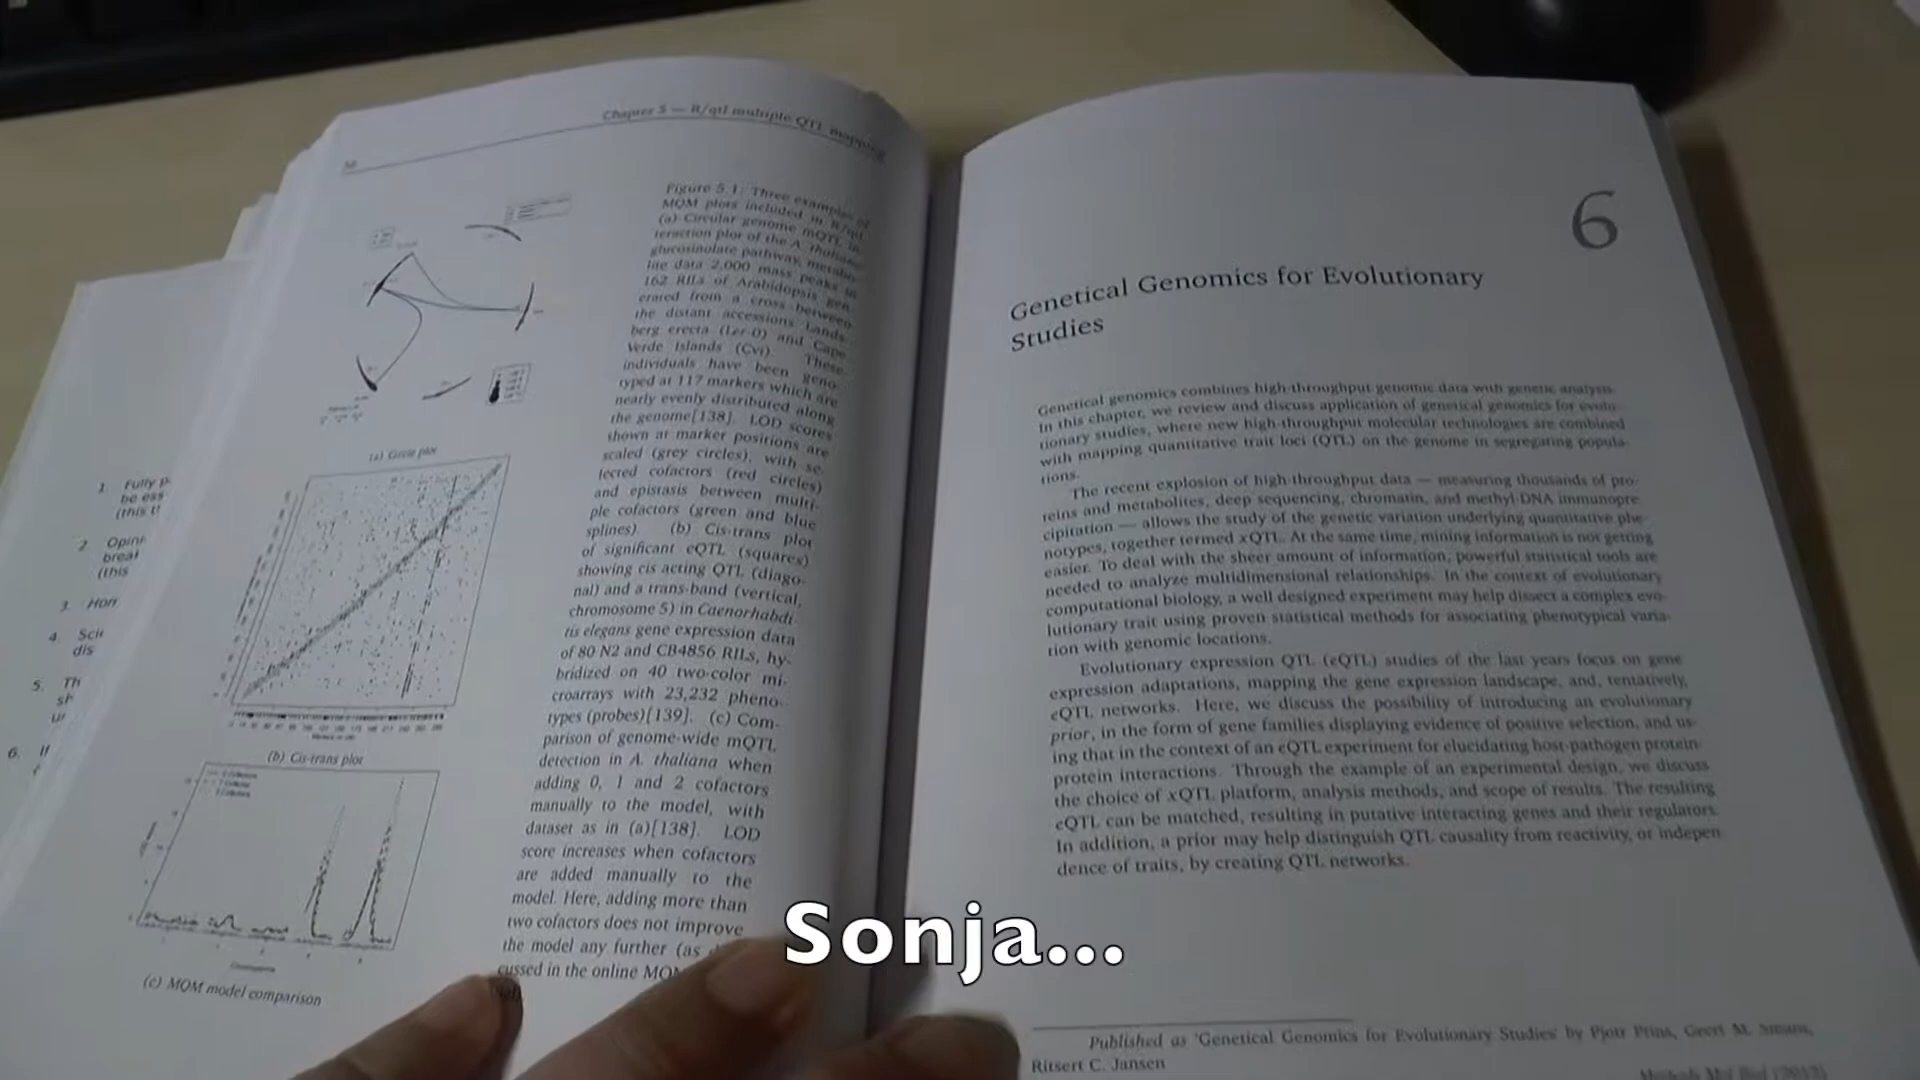 Chapter 5 — R/qtl multiple QTL mapping
Figure 5.1: Three examples of
MQM plots included in R/qtl.
(a) Circular genome mQTL in-
teraction plot of the A. thaliana
glucosinolate pathway, metabo-
lite data 2,000 mass peaks in
162 RILs of Arabidopsis gen-
erated from a cross between
the distant accessions Lands-
berg erecta (Ler-0) and Cape
Verde Islands (Cvi). These
individuals have been geno-
typed at 117 markers which are
nearly evenly distributed along
the genome[138]. LOD scores
shown at marker positions are
scaled (grey circles), with se-
lected cofactors (red circles)
and epistasis between multi-
ple cofactors (green and blue
splines). (b) Cis-trans plot
of significant eQTL (squares)
showing cis acting QTL (diago-
nal) and a trans-band (vertical,
chromosome 5) in Caenorhabdi-
tis elegans gene expression data
of 80 N2 and CB4856 RILs, hy-
bridized on 40 two-color mi-
croarrays with 23,232 pheno-
types (probes)[139]. (c) Com-
parison of genome-wide mQTL
detection in A. thaliana when
adding 0, 1 and 2 cofactors
manually to the model, with
dataset as in (a)[138]. LOD
score increases when cofactors
are added manually to the
model. Here, adding more than
two cofactors does not improve
the model any further (as
cussed in the online MQM
(a) Circle plot
(b) Cis-trans plot
(c) MQM model comparison
1. Fully p
be ess
(this
2. Opini
break
(this
3. Hon
4. Sci
dis
5. Th
sh
6. If
6
Genetical Genomics for Evolutionary
Studies
Genetical genomics combines high-throughput genomic data with genetic analysis.
In this chapter, we review and discuss application of genetical genomics for evolu-
tionary studies, where new high-throughput molecular technologies are combined
with mapping quantitative trait loci (QTL) on the genome in segregating popula-
tions.
The recent explosion of high-throughput data — measuring thousands of pro-
teins and metabolites, deep sequencing, chromatin, and methyl-DNA immunopre
cipitation — allows the study of the genetic variation underlying quantitative phe-
notypes, together termed xQTL. At the same time, mining information is not getting
easier. To deal with the sheer amount of information, powerful statistical tools are
needed to analyze multidimensional relationships. In the context of evolutionary
computational biology, a well designed experiment may help dissect a complex evo-
lutionary trait using proven statistical methods for associating phenotypical varia-
tion with genomic locations.
Evolutionary expression QTL (eQTL) studies of the last years focus on gene
expression adaptations, mapping the gene expression landscape, and, tentatively,
eQTL networks. Here, we discuss the possibility of introducing an evolutionary
prior, in the form of gene families displaying evidence of positive selection, and us-
ing that in the context of an eQTL experiment for elucidating host-pathogen protein-
protein interactions. Through the example of an experimental design, we discuss
the choice of xQTL platform, analysis methods, and scope of results. The resulting
eQTL can be matched, resulting in putative interacting genes and their regulators.
In addition, a prior may help distinguish QTL causality from reactivity, or indepen
dence of traits, by creating QTL networks.
Sonja...
Published as 'Genetical Genomics for Evolutionary Studies' by Pjotr Prins, Geert M. Smant,
Ritsert C. Jansen
Methods Mol Biol (2012)